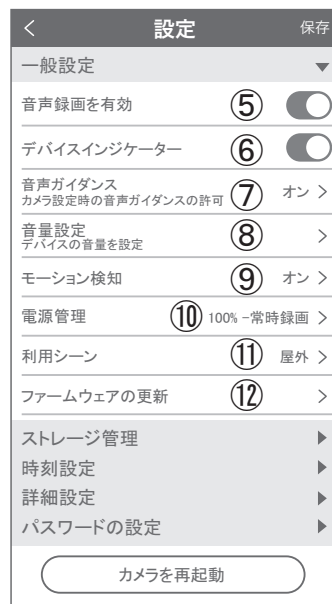 < 設定 保存
一般設定 ▼
音声録画を有効 ⑤
デバイスインジケーター ⑥
音声ガイダンス
カメラ設定時の音声ガイダンスの許可 ⑦ オン >
音量設定
デバイスの音量を設定 ⑧ >
モーション検知 ⑨ オン >
電源管理 ⑩ 100% –常時録画 >
利用シーン ⑪ 屋外 >
ファームウェアの更新 ⑫ >
ストレージ管理 ▶
時刻設定 ▶
詳細設定 ▶
パスワードの設定 ▶
カメラを再起動